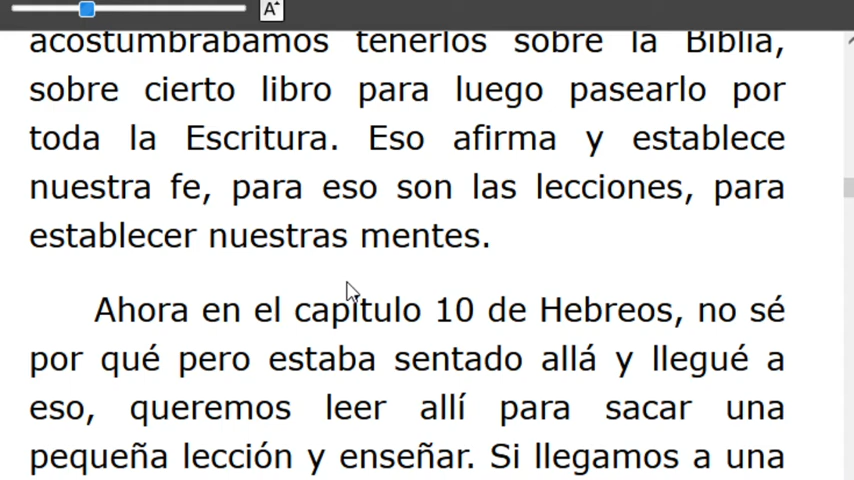 acostumbrábamos tenerlos sobre la Biblia,
sobre cierto libro para luego pasearlo por
toda la Escritura. Eso afirma y establece
nuestra fe, para eso son las lecciones, para
establecer nuestras mentes.
Ahora en el capítulo 10 de Hebreos, no sé
por qué pero estaba sentado allá y llegué a
eso, queremos leer allí para sacar una
pequeña lección y enseñar. Si llegamos a una